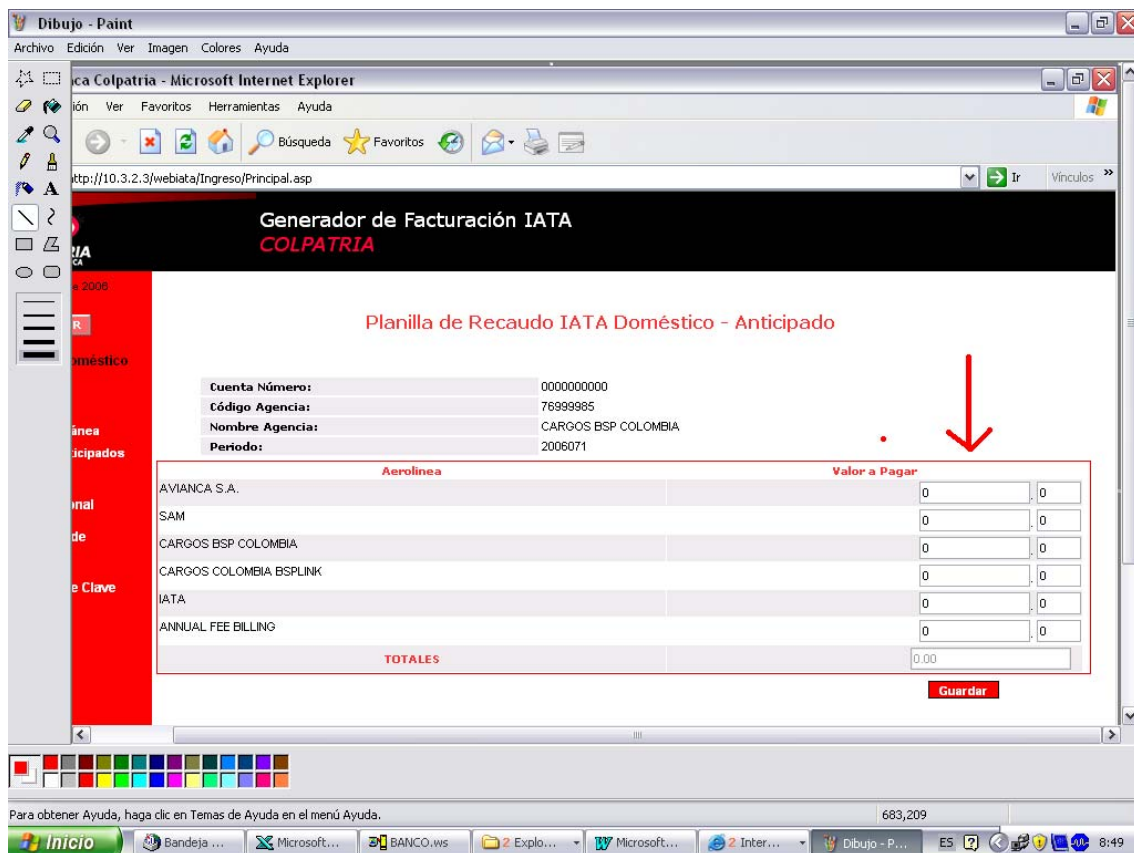 Dibujo - Paint
Archivo Edición Ver Imagen Colores Ayuda
ca Colpatria - Microsoft Internet Explorer
ión Ver Favoritos Herramientas Ayuda
Búsqueda Favoritos
http://10.3.2.3/webiata/Ingreso/Principal.asp Ir Vínculos »
Generador de Facturación IATA
COLPATRIA
RIA
CA
e 2006
R
Planilla de Recaudo IATA Doméstico - Anticipado
oméstico
Cuenta Número: 0000000000
Código Agencia: 76999985
ánea
Nombre Agencia: CARGOS BSP COLOMBIA
icipados
Periodo: 2006071
Aerolinea Valor a Pagar
AVIANCA S.A. 0 . 0
onal
SAM 0 . 0
de
CARGOS BSP COLOMBIA 0 . 0
CARGOS COLOMBIA BSPLINK 0 . 0
e Clave
IATA 0 . 0
ANNUAL FEE BILLING 0 . 0
TOTALES 0.00
Guardar
Para obtener Ayuda, haga clic en Temas de Ayuda en el menú Ayuda. 683,209
Inicio Bandeja ... Microsoft... BANCO.ws 2 Explo... Microsoft... 2 Inter... Dibujo - P... ES 8:49